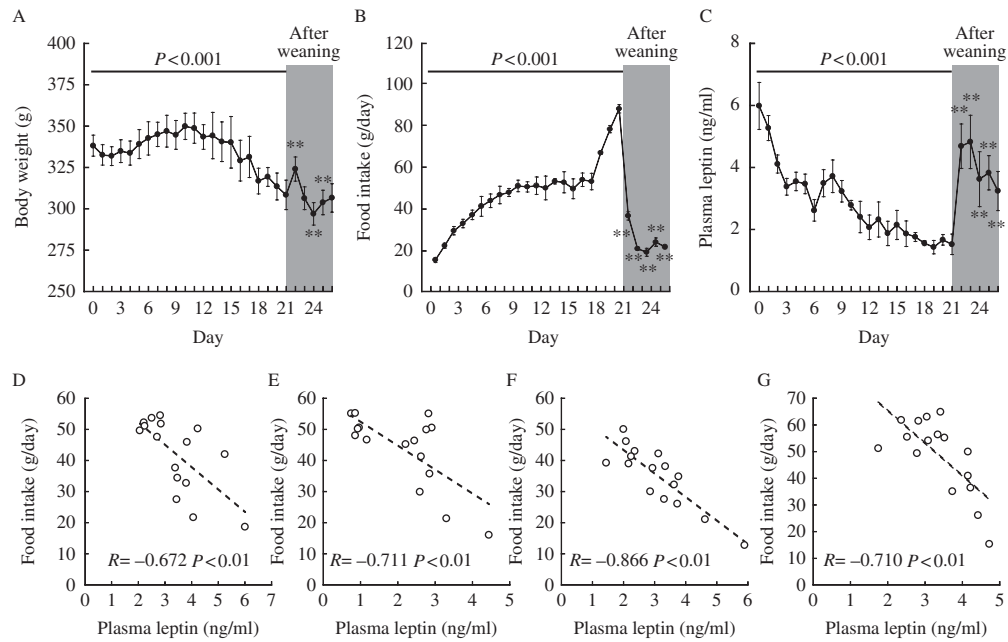 A
B
C
After weaning
After weaning
After weaning
P<0.001
P<0.001
P<0.001
400
375
350
325
300
275
250
Body weight (g)
**
**
**
0 3 6 9 12 15 18 21 24
Day
120
100
80
60
40
20
0
Food intake (g/day)
**
**
**
**
**
0 3 6 9 12 15 18 21 24
Day
8
6
4
2
0
Plasma leptin (ng/ml)
**
**
**
**
**
0 3 6 9 12 15 18 21 24
Day
D
60
50
40
30
20
10
0
Food intake (g/day)
R= –0.672 P<0.01
0 1 2 3 4 5 6 7
Plasma leptin (ng/ml)
E
60
50
40
30
20
10
0
Food intake (g/day)
R= –0.711 P<0.01
0 1 2 3 4 5
Plasma leptin (ng/ml)
F
60
50
40
30
20
10
0
Food intake (g/day)
R= –0.866 P<0.01
0 1 2 3 4 5 6
Plasma leptin (ng/ml)
G
70
60
50
40
30
20
10
0
Food intake (g/day)
R= –0.710 P<0.01
0 1 2 3 4 5
Plasma leptin (ng/ml)